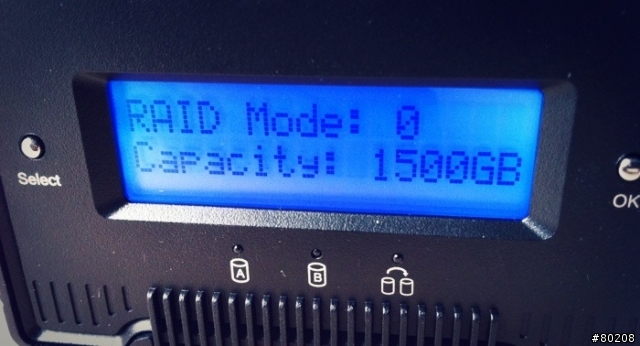 RAID Mode: 0
Capacity: 1500GB
Select
OK
A
B
#80208